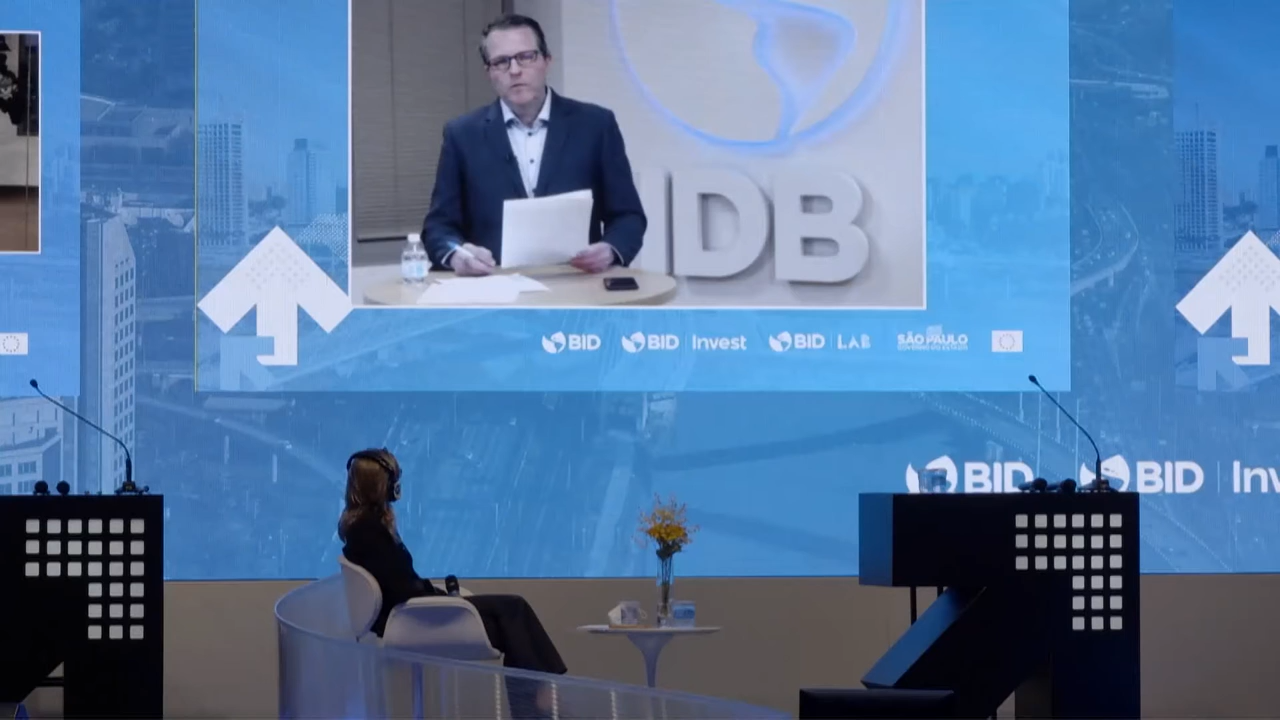 IDB
BID
BID Invest
BID LAB
SÃO PAULO
BID
BID Inv